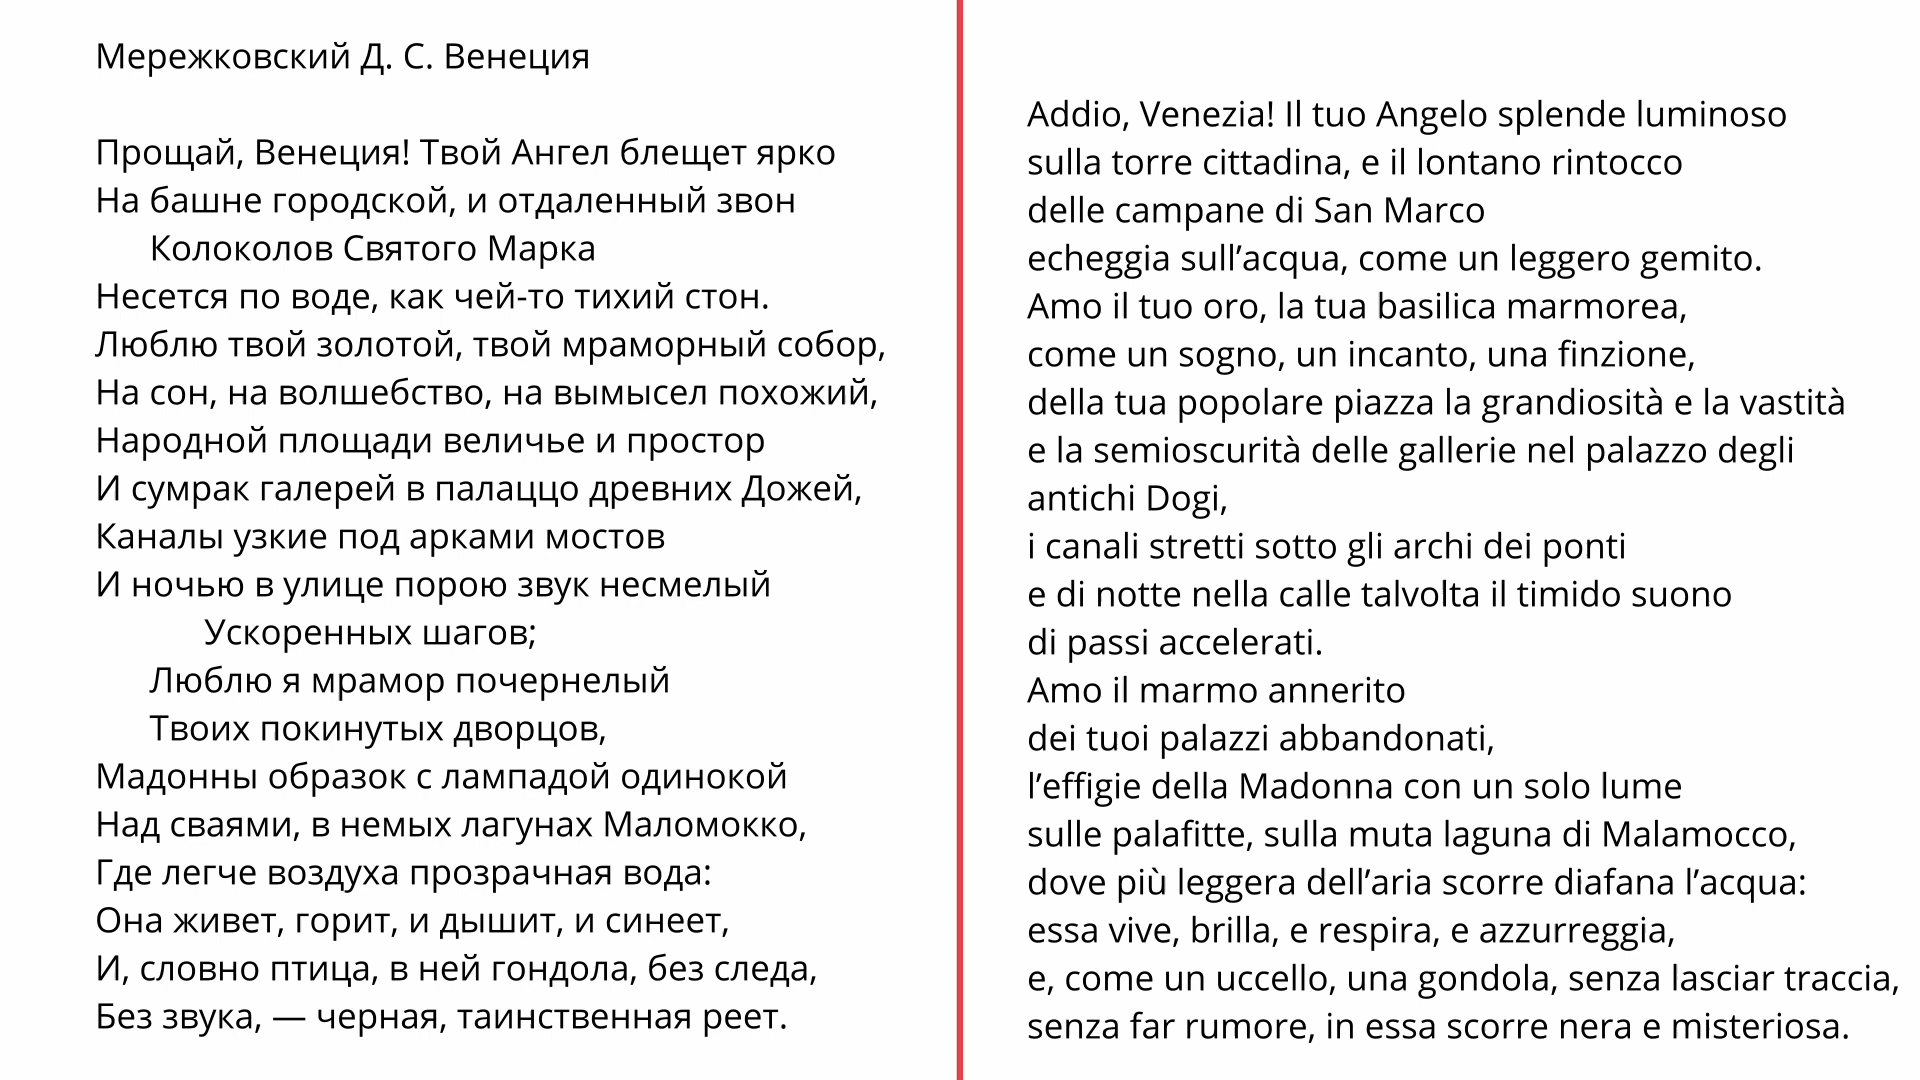 Мережковский Д. С. Венеция
Прощай, Венеция! Твой Ангел блещет ярко
На башне городской, и отдаленный звон
Колоколов Святого Марка
Несется по воде, как чей-то тихий стон.
Люблю твой золотой, твой мраморный собор,
На сон, на волшебство, на вымысел похожий,
Народной площади величье и простор
И сумрак галерей в палаццо древних Дожей,
Каналы узкие под арками мостов
И ночью в улице порою звук несмелый
Ускоренных шагов;
Люблю я мрамор почернелый
Твоих покинутых дворцов,
Мадонны образок с лампадой одинокой
Над сваями, в немых лагунах Маломокко,
Где легче воздуха прозрачная вода:
Она живет, горит, и дышит, и синеет,
И, словно птица, в ней гондола, без следа,
Без звука, — черная, таинственная реет.
Addio, Venezia! Il tuo Angelo splende luminoso
sulla torre cittadina, e il lontano rintocco
delle campane di San Marco
echeggia sull’acqua, come un leggero gemito.
Amo il tuo oro, la tua basilica marmorea,
come un sogno, un incanto, una finzione,
della tua popolare piazza la grandiosità e la vastità
e la semioscurità delle gallerie nel palazzo degli
antichi Dogi,
i canali stretti sotto gli archi dei ponti
e di notte nella calle talvolta il timido suono
di passi accelerati.
Amo il marmo annerito
dei tuoi palazzi abbandonati,
l’effigie della Madonna con un solo lume
sulle palafitte, sulla muta laguna di Malamocco,
dove più leggera dell’aria scorre diafana l’acqua:
essa vive, brilla, e respira, e azzurreggia,
e, come un uccello, una gondola, senza lasciar traccia,
senza far rumore, in essa scorre nera e misteriosa.